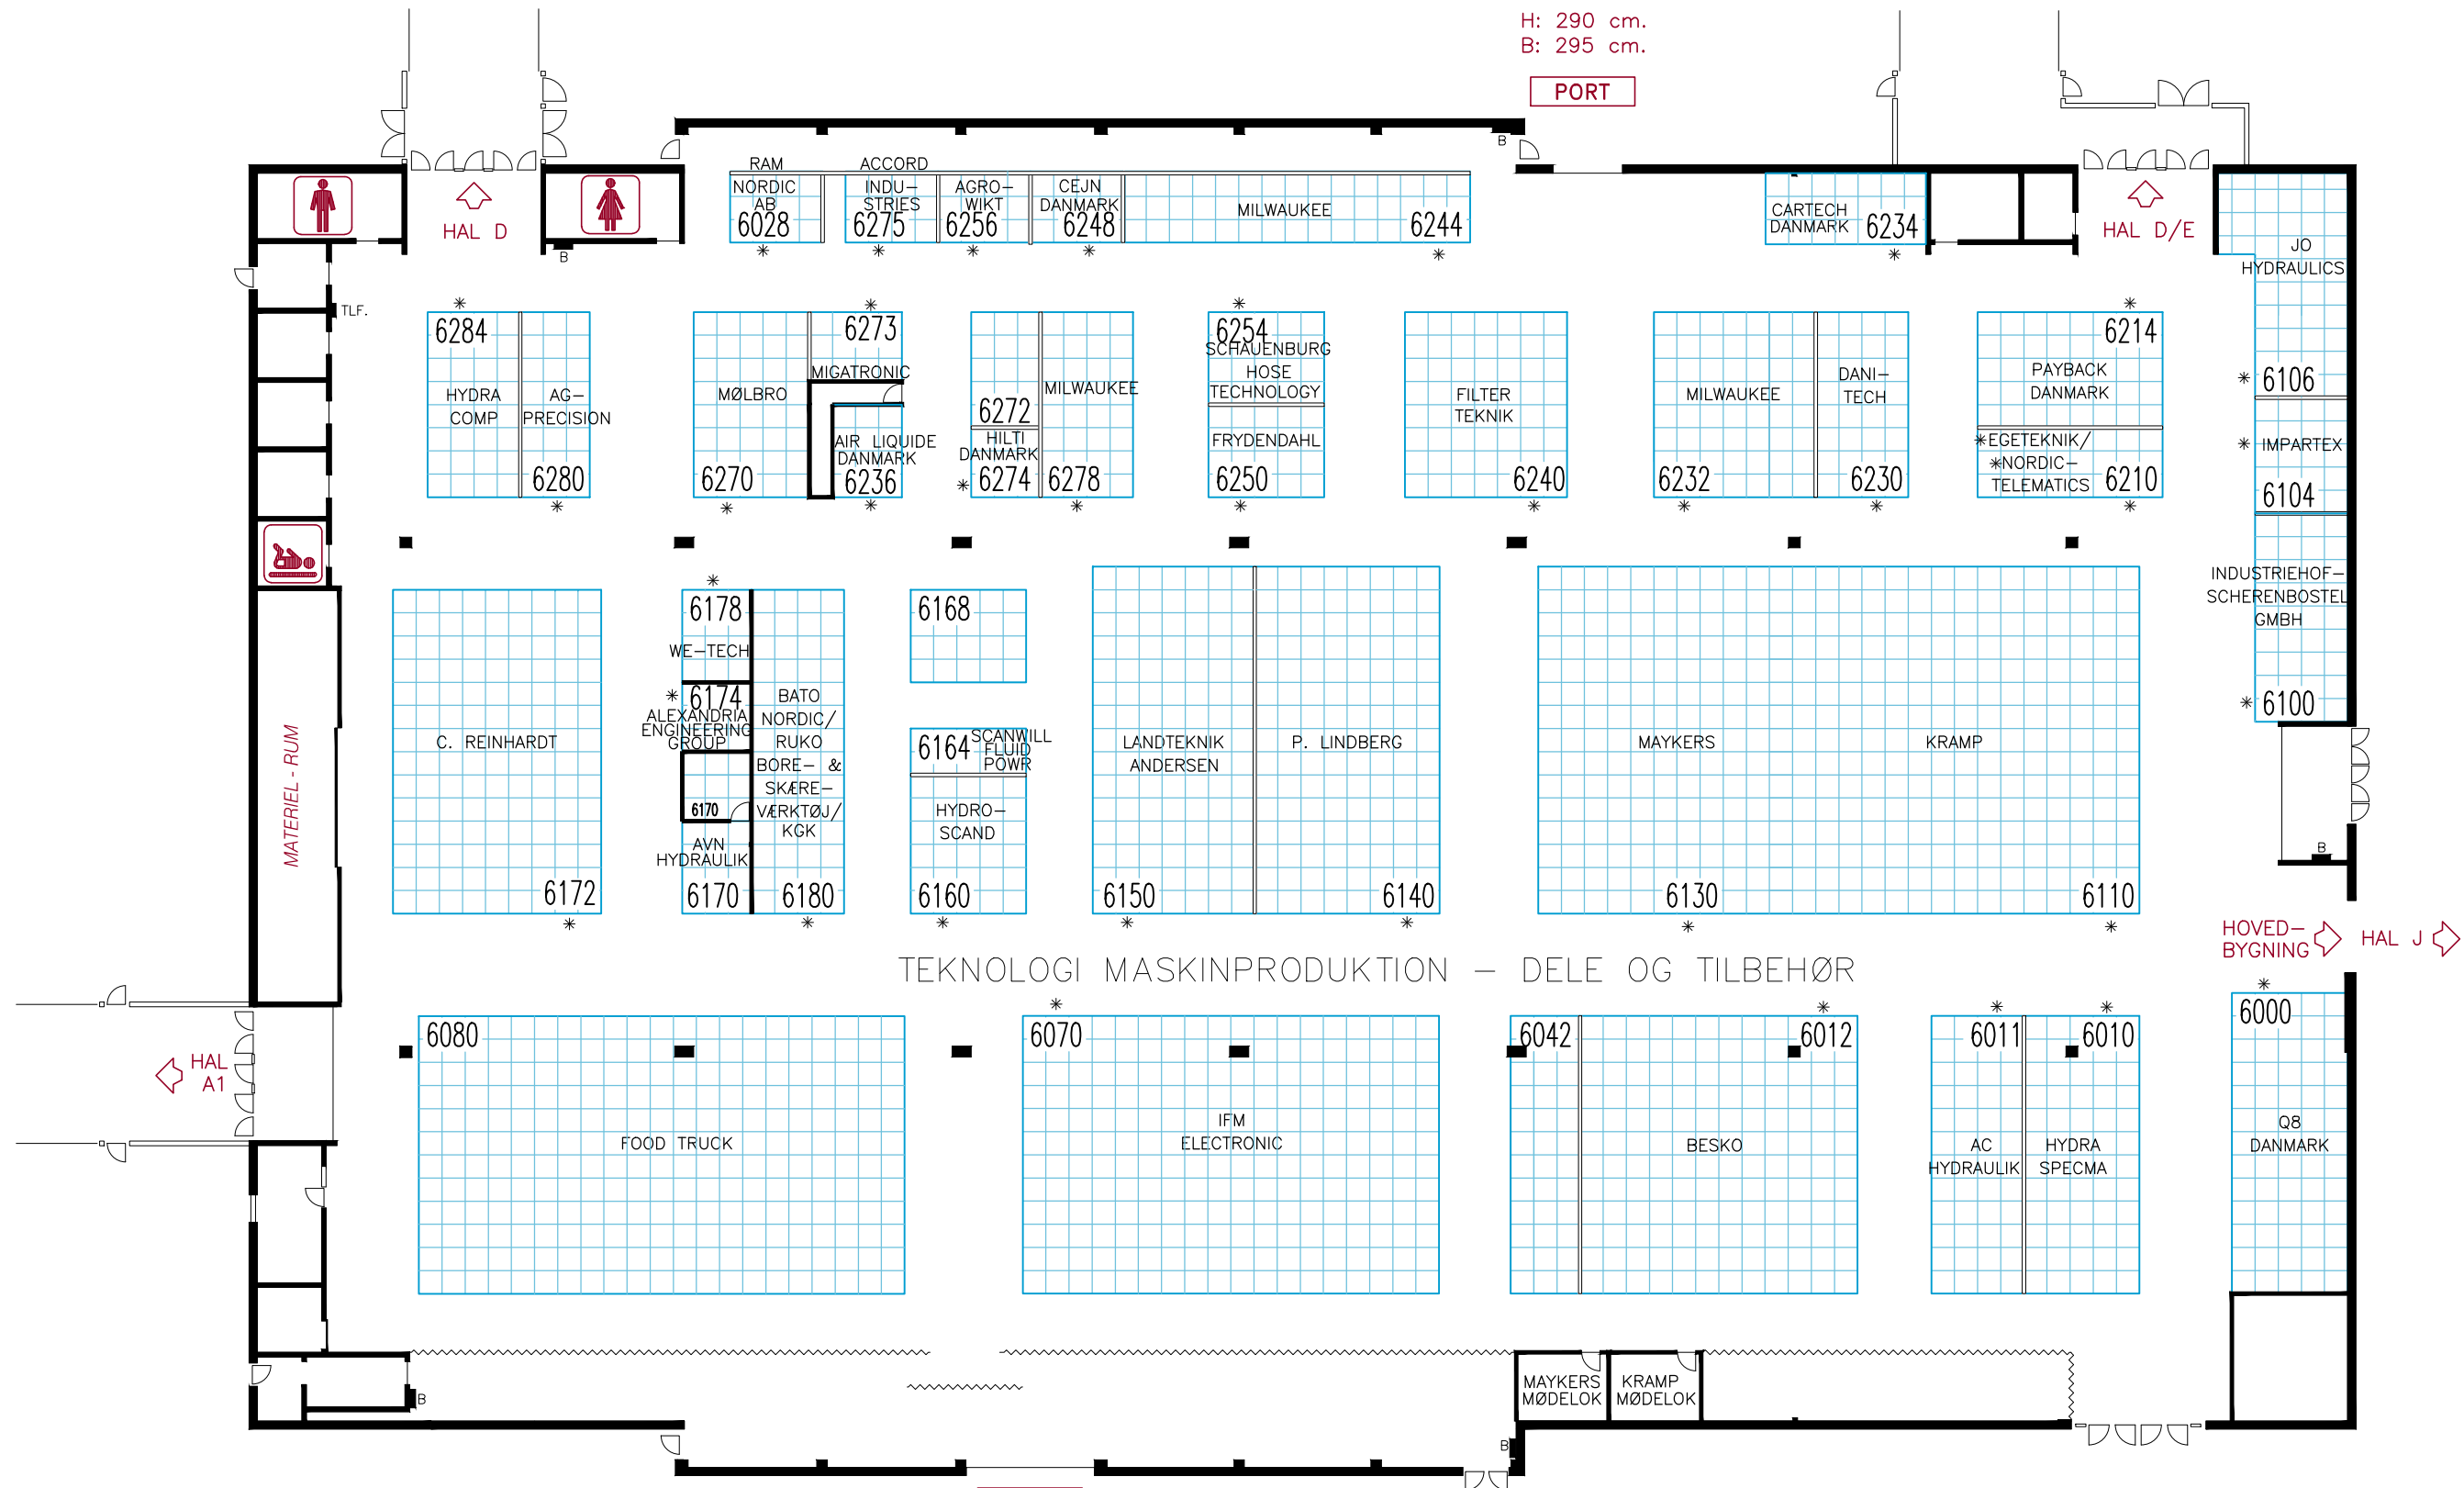 H: 290 cm.
B: 295 cm.
PORT
B
RAM
NORDIC
AB
6028
ACCORD
INDU-
STRIES
6275
AGRO-
WIKT
6256
CEJN
DANMARK
6248
MILWAUKEE
6244
CARTECH
DANMARK
6234
HAL D
B
HAL D/E
JO
HYDRAULICS
6106
IMPARTEX
6104
INDUSTRIEHOF-
SCHERENBOSTEL
GMBH
6100
TLF.
6284
HYDRA
COMP
AG-
PRECISION
6280
MØLBRO
6270
6273
MIGATRONIC
AIR LIQUIDE
DANMARK
6236
6272
HILTI
DANMARK
6274
MILWAUKEE
6278
6254
SCHAUENBURG
HOSE
TECHNOLOGY
FRYDENDAHL
6250
FILTER
TEKNIK
6240
MILWAUKEE
6232
DANI-
TECH
6230
6214
PAYBACK
DANMARK
*EGETEKNIK/
*NORDIC-
TELEMATICS
6210
MATERIEL - RUM
C. REINHARDT
6172
6178
WE-TECH
6174
ALEXANDRIA
ENGINEERING
GROUP
6170
AVN
HYDRAULIK
6170
BATO
NORDIC/
RUKO
BORE- &
SKÆRE-
VÆRKTØJ/
KGK
6180
6168
6164
SCANWILL
FLUID
POWR
HYDRO-
SCAND
6160
LANDTEKNIK
ANDERSEN
6150
P. LINDBERG
6140
MAYKERS
6130
KRAMP
6110
B
HOVED-
BYGNING
HAL J
TEKNOLOGI MASKINPRODUKTION - DELE OG TILBEHØR
HAL
A1
6080
FOOD TRUCK
6070
IFM
ELECTRONIC
6042
6012
BESKO
6011
AC
HYDRAULIK
6010
HYDRA
SPECMA
6000
Q8
DANMARK
B
MAYKERS
MØDELOK
KRAMP
MØDELOK
B